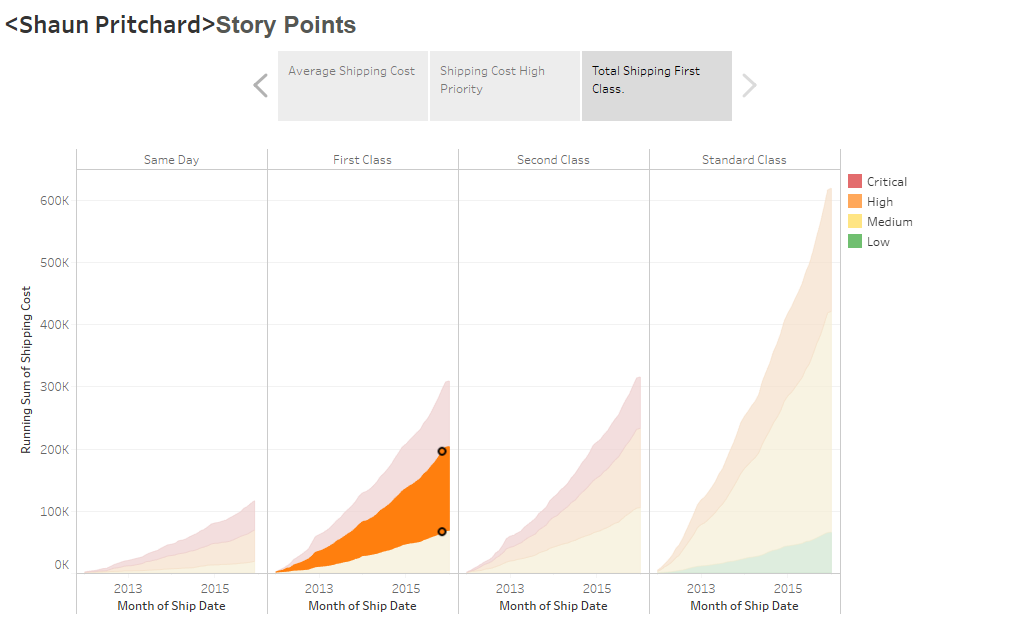 <Shaun Pritchard>Story Points
Average Shipping Cost
Shipping Cost High
Priority
Total Shipping First
Class.
Same Day
First Class
Second Class
Standard Class
Critical
High
Medium
Low
Running Sum of Shipping Cost
600K
500K
400K
300K
200K
100K
0K
2013 2015 2013 2015 2013 2015 2013 2015
Month of Ship Date Month of Ship Date Month of Ship Date Month of Ship Date